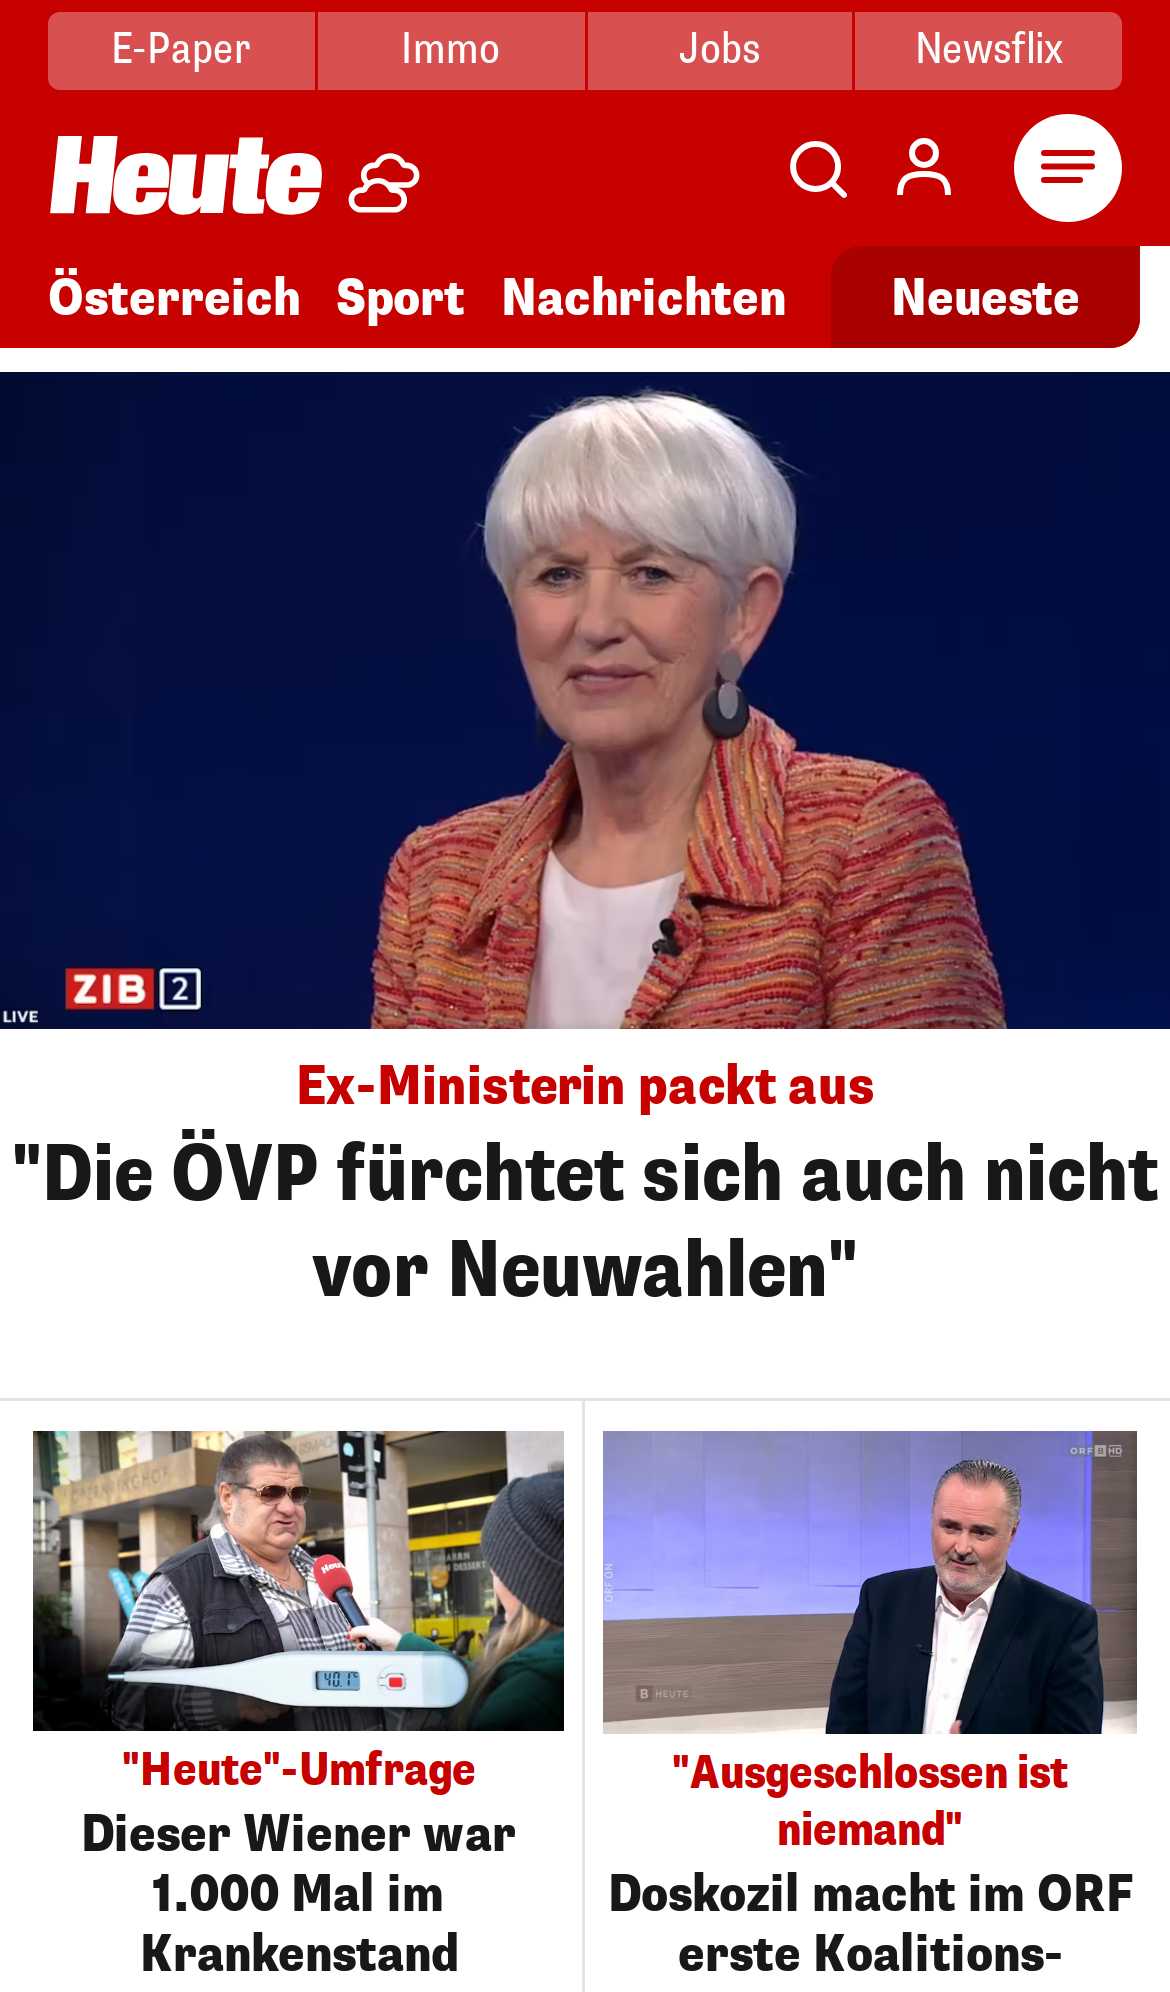 E-Paper
Immo
Jobs
Newsflix
Heute
Österreich
Sport
Nachrichten
Neueste
ZIB 2
LIVE
Ex-Ministerin packt aus
"Die ÖVP fürchtet sich auch nicht
vor Neuwahlen"
Heute
40.1°C
"Heute"-Umfrage
Dieser Wiener war
1.000 Mal im
Krankenstand
ORF B HD
ORF ON
B HEUTE
"Ausgeschlossen ist
niemand"
Doskozil macht im ORF
erste Koalitions-